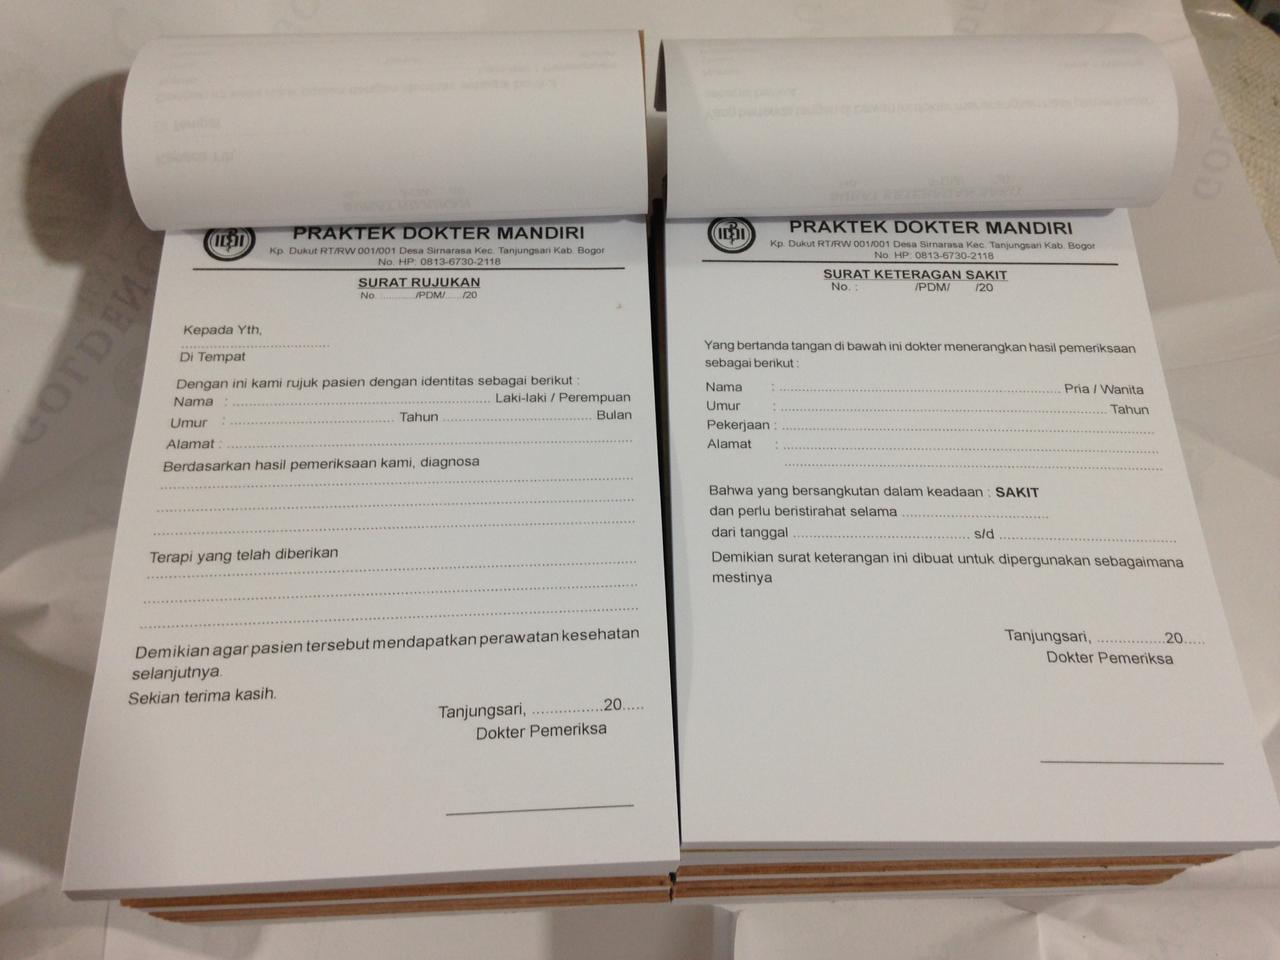 PRAKTEK DOKTER MANDIRI
Kp. Dukut RT/RW 001/001 Desa Sirnarasa Kec. Tanjungsari Kab. Bogor
No. HP: 0813-6730-2118
SURAT RUJUKAN
No. :........../PDM/....../20
Kepada Yth,
Di Tempat
Dengan ini kami rujuk pasien dengan identitas sebagai berikut :
Nama : .......... Laki-laki / Perempuan
Umur : .......... Tahun .......... Bulan
Alamat : ..........
Berdasarkan hasil pemeriksaan kami, diagnosa
Terapi yang telah diberikan
Demikian agar pasien tersebut mendapatkan perawatan kesehatan
selanjutnya.
Sekian terima kasih.
Tanjungsari, ................20.....
Dokter Pemeriksa
PRAKTEK DOKTER MANDIRI
Kp. Dukut RT/RW 001/001 Desa Sirnarasa Kec. Tanjungsari Kab. Bogor
No. HP: 0813-6730-2118
SURAT KETERAGAN SAKIT
No. : /PDM/ /20
Yang bertanda tangan di bawah ini dokter menerangkan hasil pemeriksaan
sebagai berikut :
Nama : .......... Pria / Wanita
Umur : .......... Tahun
Pekerjaan : ..........
Alamat : ..........
Bahwa yang bersangkutan dalam keadaan : SAKIT
dan perlu beristirahat selama ..........
dari tanggal .......... s/d ..........
Demikian surat keterangan ini dibuat untuk dipergunakan sebagaimana
mestinya
Tanjungsari, ................20.....
Dokter Pemeriksa
GOLDEN